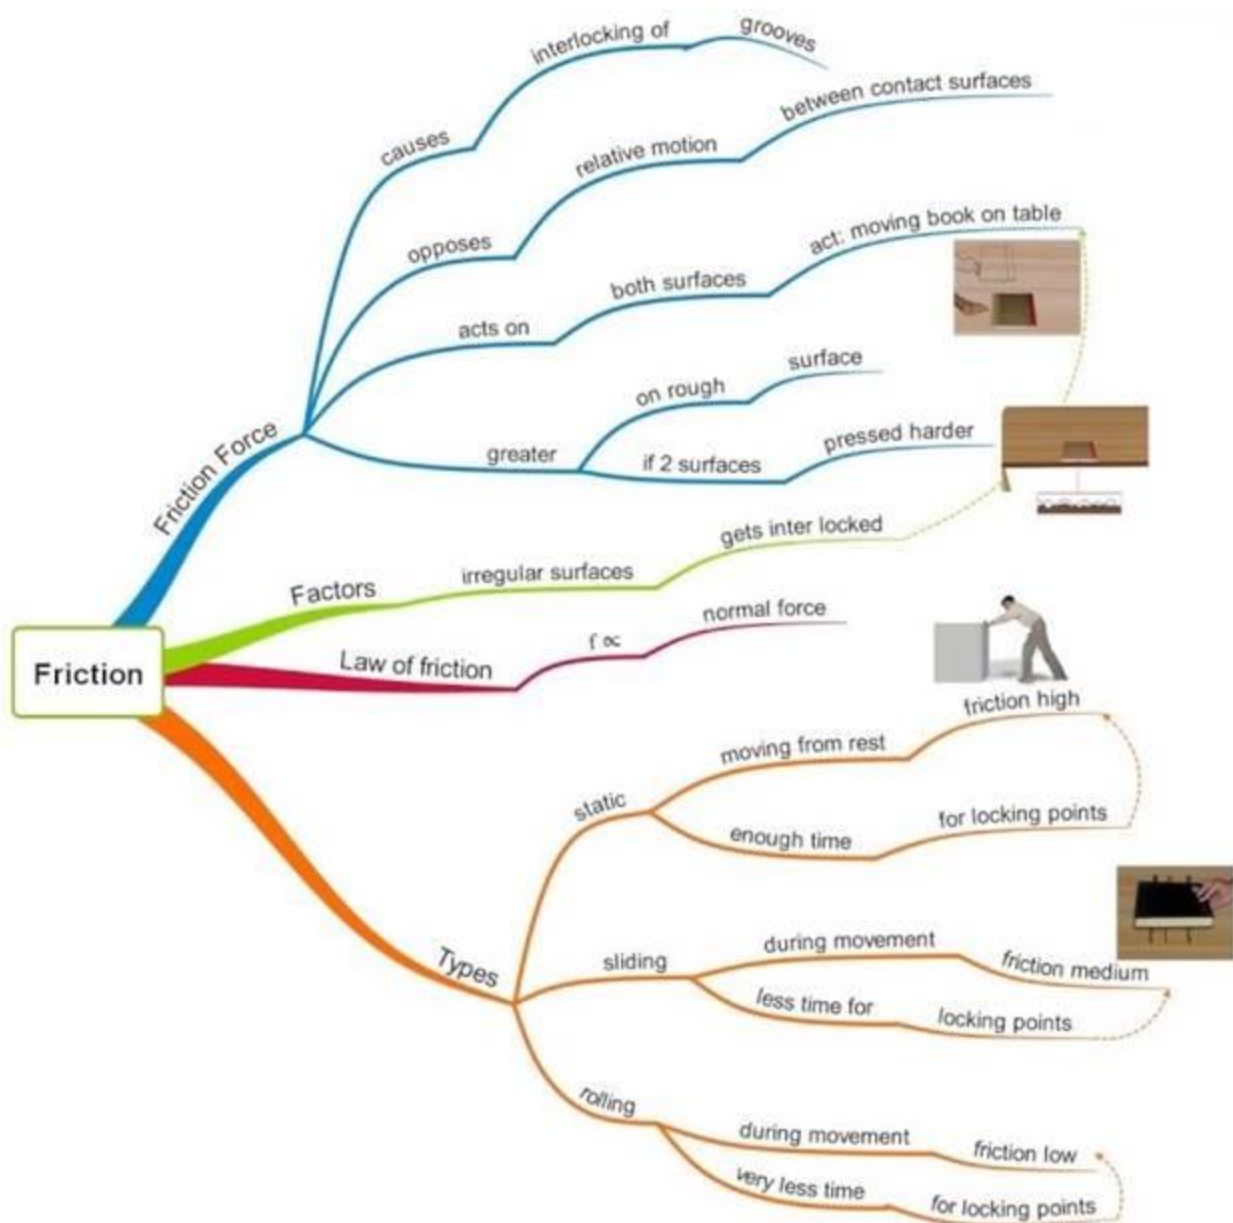 interlocking of
grooves
causes
between contact surfaces
relative motion
opposes
act: moving book on table
both surfaces
acts on
surface
on rough
greater
pressed harder
if 2 surfaces
Friction Force
gets inter locked
irregular surfaces
Factors
normal force
f ∝
Law of friction
Friction
friction high
moving from rest
static
for locking points
enough time
Types
during movement
friction medium
sliding
less time for
locking points
rolling
during movement
friction low
very less time
for locking points